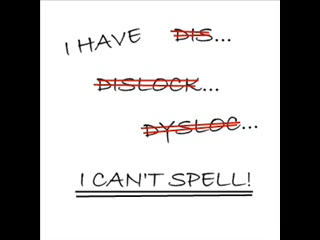 I HAVE DIS...
DISLOCK...
DYSLOC...
I CAN'T SPELL!